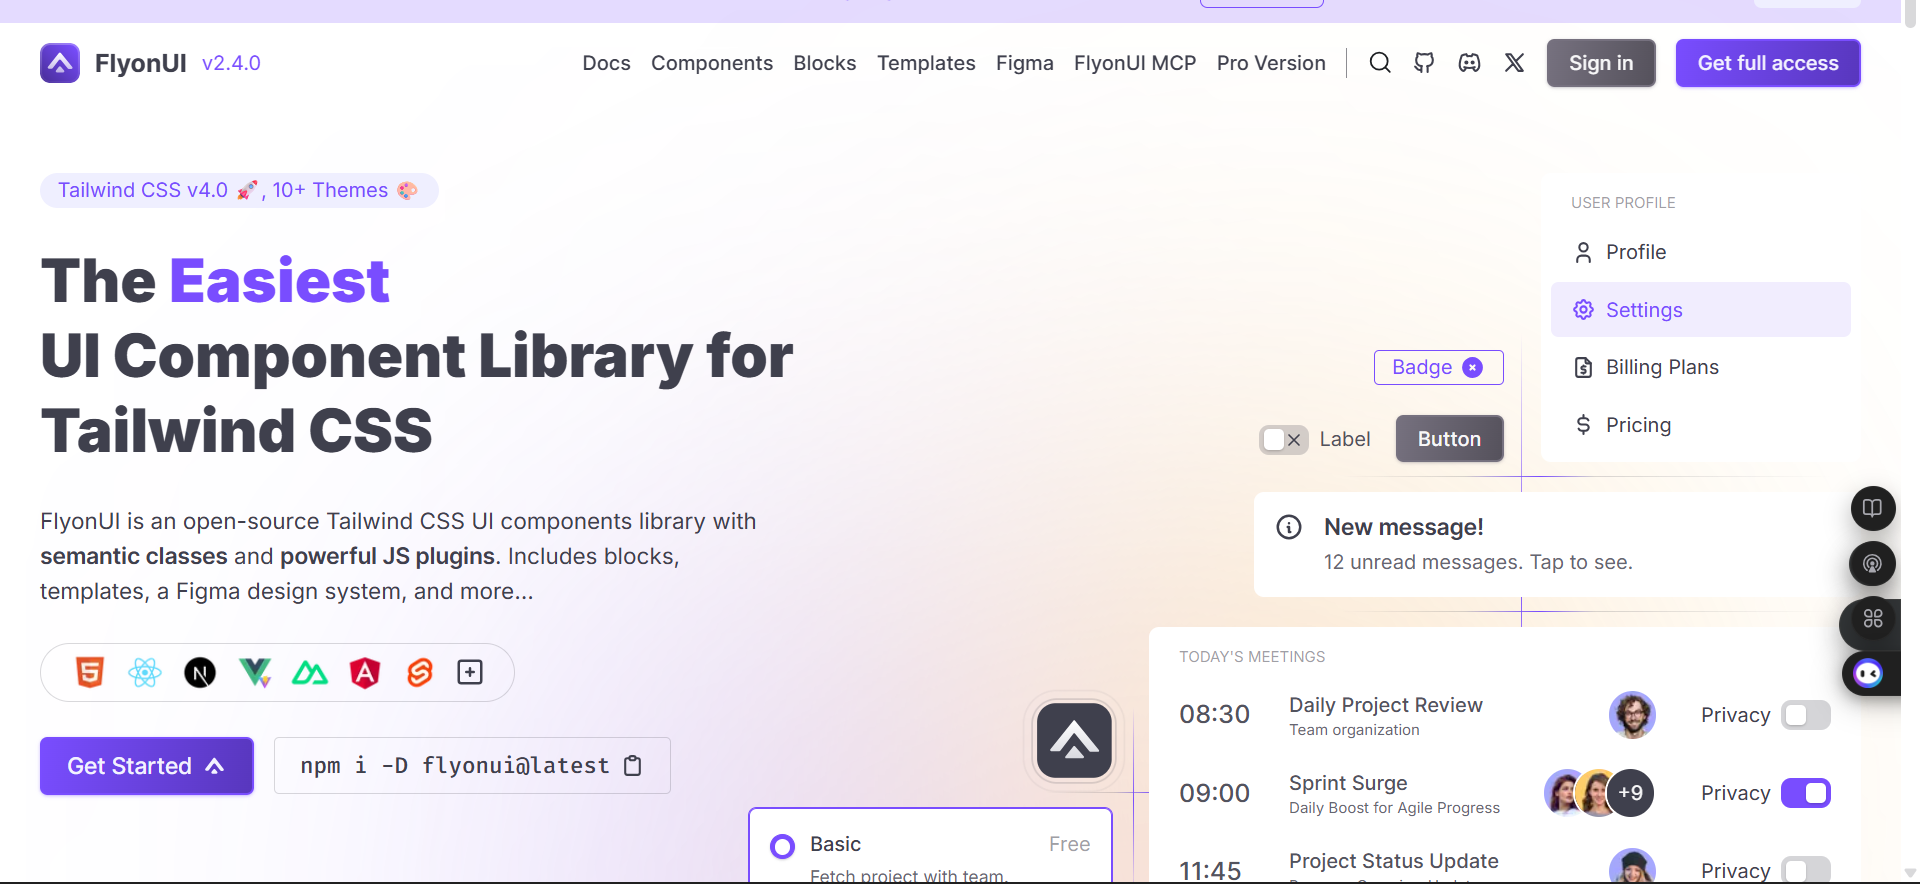 FlyonUI v2.4.0
Docs Components Blocks Templates Figma FlyonUI MCP Pro Version
Sign in
Get full access
Tailwind CSS v4.0 🚀, 10+ Themes 🎨
The Easiest
UI Component Library for
Tailwind CSS
FlyonUI is an open-source Tailwind CSS UI components library with
semantic classes and powerful JS plugins. Includes blocks,
templates, a Figma design system, and more...
Get Started
npm i -D flyonui@latest
USER PROFILE
Profile
Settings
Billing Plans
Pricing
Badge
Label
Button
New message!
12 unread messages. Tap to see.
TODAY'S MEETINGS
08:30 Daily Project Review Privacy
Team organization
09:00 Sprint Surge +9 Privacy
Daily Boost for Agile Progress
11:45 Project Status Update Privacy
Basic Free
Fetch project with team.